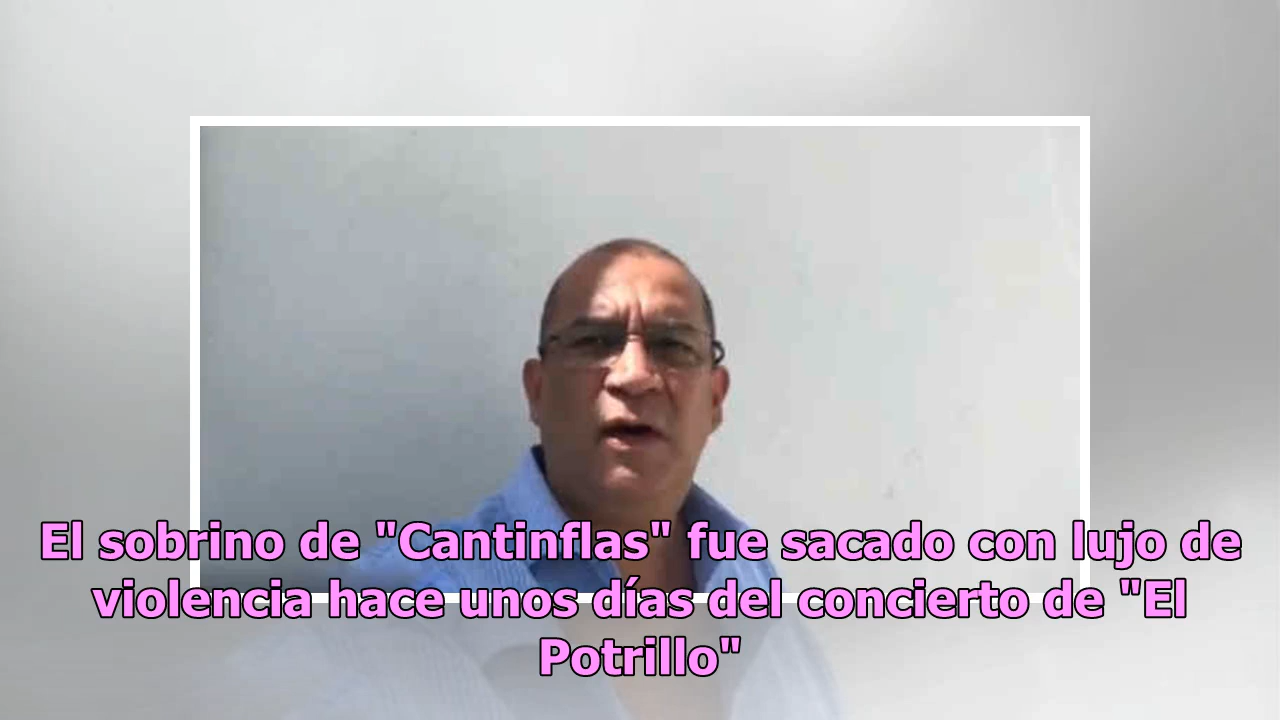 El sobrino de "Cantinflas" fue sacado con lujo de
violencia hace unos días del concierto de "El
Potrillo"